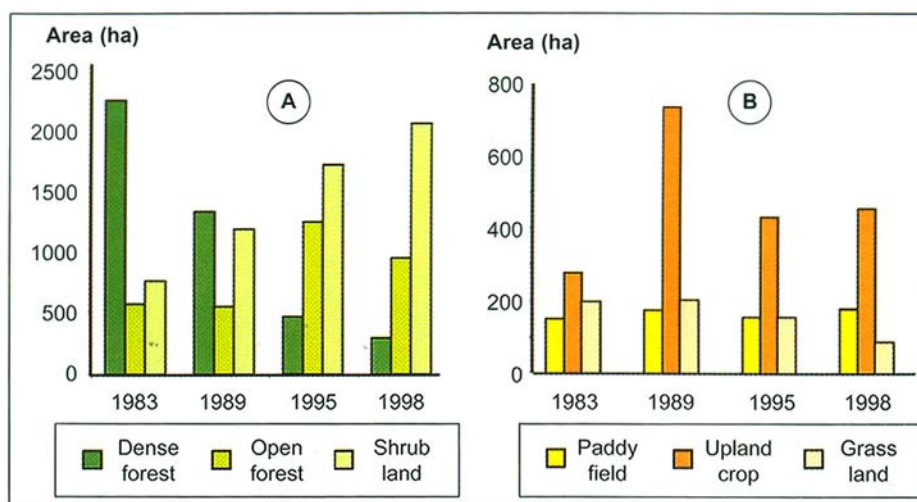 Area (ha)
2500
2000
1500
1000
500
0
A
1983 1989 1995 1998
Dense forest
Open forest
Shrub land
Area (ha)
800
600
400
200
0
B
1983 1989 1995 1998
Paddy field
Upland crop
Grass land